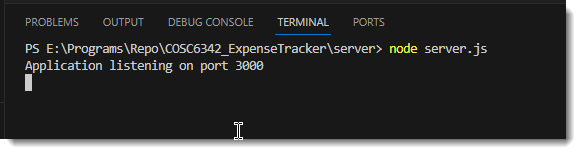 PROBLEMS OUTPUT DEBUG CONSOLE TERMINAL PORTS
PS E:\Programs\Repo\COSC6342_ExpenseTracker\server> node server.js
Application listening on port 3000